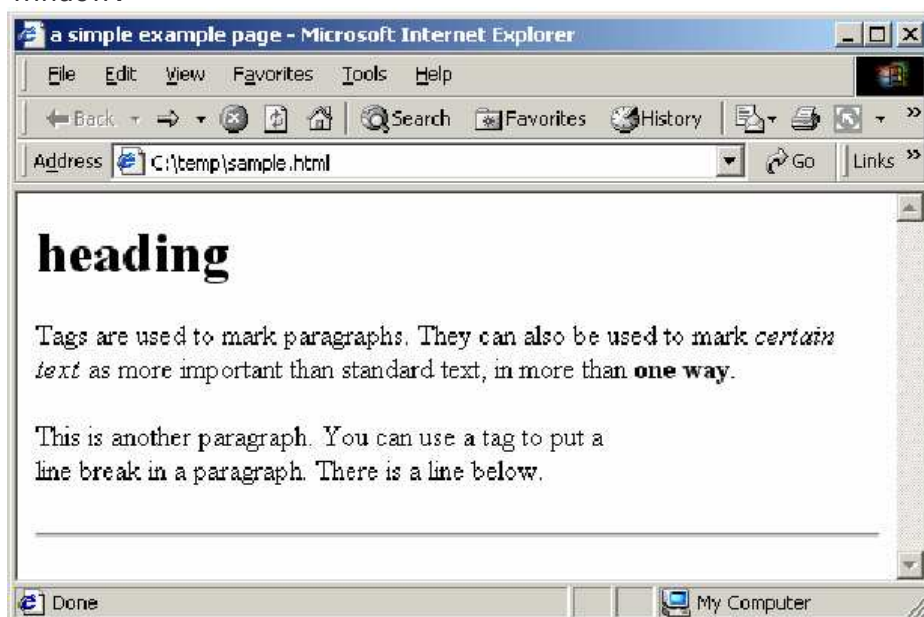 a simple example page - Microsoft Internet Explorer
File Edit View Favorites Tools Help
Back Search Favorites History »
Address C:\temp\sample.html Go Links »
heading
Tags are used to mark paragraphs. They can also be used to mark certain
text as more important than standard text, in more than one way.
This is another paragraph. You can use a tag to put a
line break in a paragraph. There is a line below.
Done My Computer